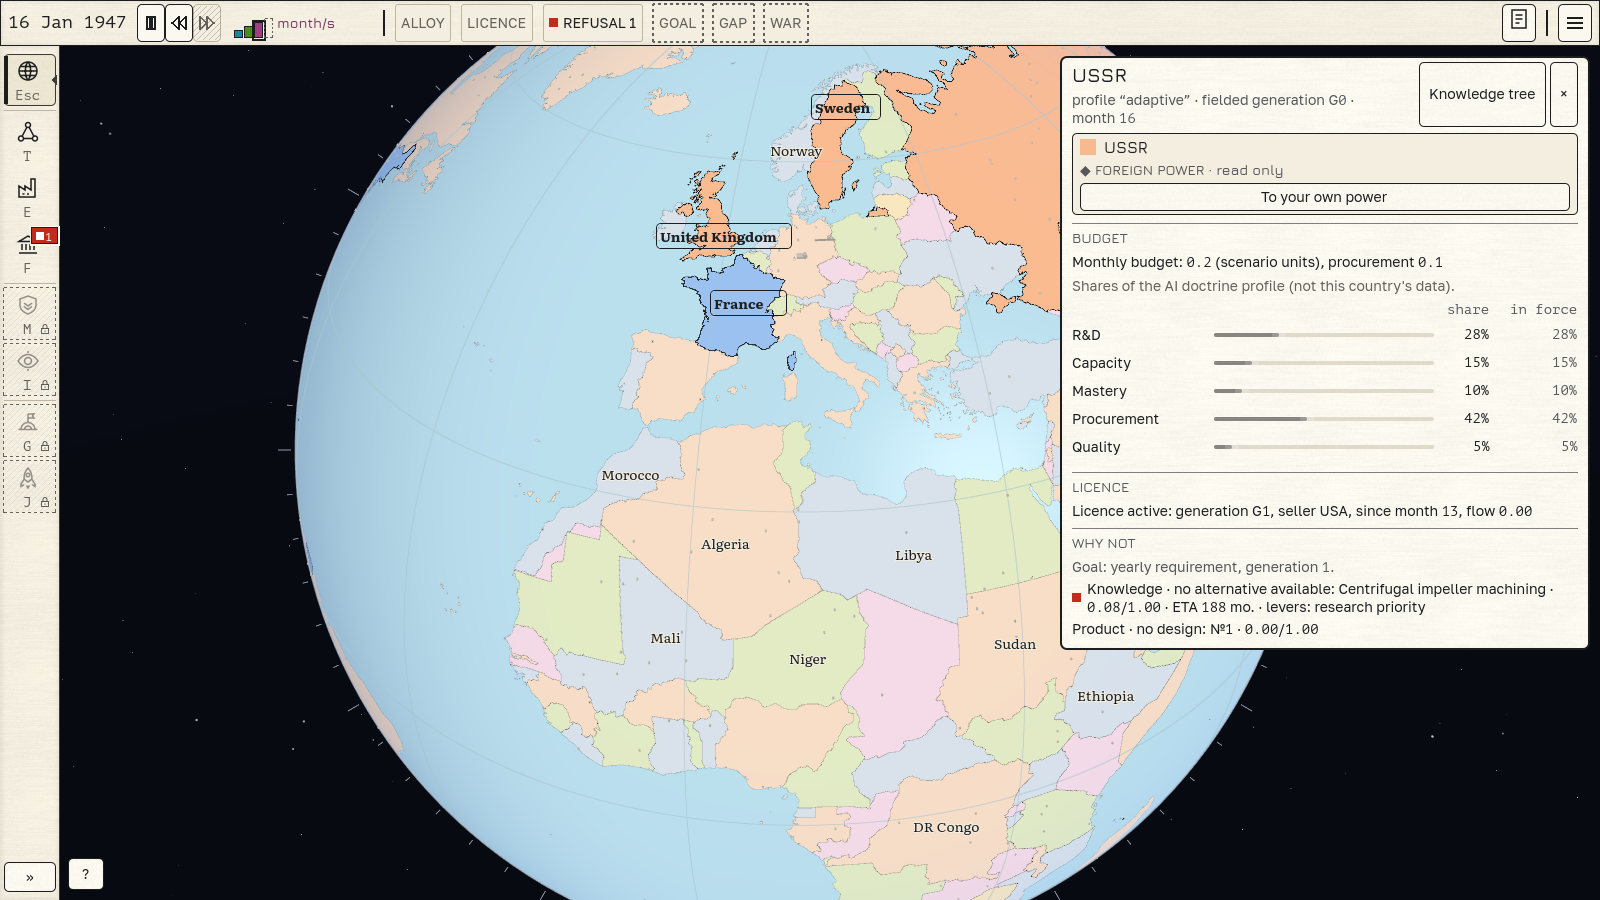 16 Jan 1947
month/s
ALLOY
LICENCE
REFUSAL 1
GOAL
GAP
WAR
Esc
T
E
1
F
M
I
G
J
»
?
Sweden
Norway
United Kingdom
France
Morocco
Algeria
Libya
Mali
Niger
Sudan
Ethiopia
DR Congo
USSR
profile “adaptive” · fielded generation G0 ·
month 16
Knowledge tree
×
USSR
◆ FOREIGN POWER · read only
To your own power
BUDGET
Monthly budget: 0.2 (scenario units), procurement 0.1
Shares of the AI doctrine profile (not this country's data).
share in force
R&D 28% 28%
Capacity 15% 15%
Mastery 10% 10%
Procurement 42% 42%
Quality 5% 5%
LICENCE
Licence active: generation G1, seller USA, since month 13, flow 0.00
WHY NOT
Goal: yearly requirement, generation 1.
Knowledge · no alternative available: Centrifugal impeller machining ·
0.08/1.00 · ETA 188 mo. · levers: research priority
Product · no design: №1 · 0.00/1.00